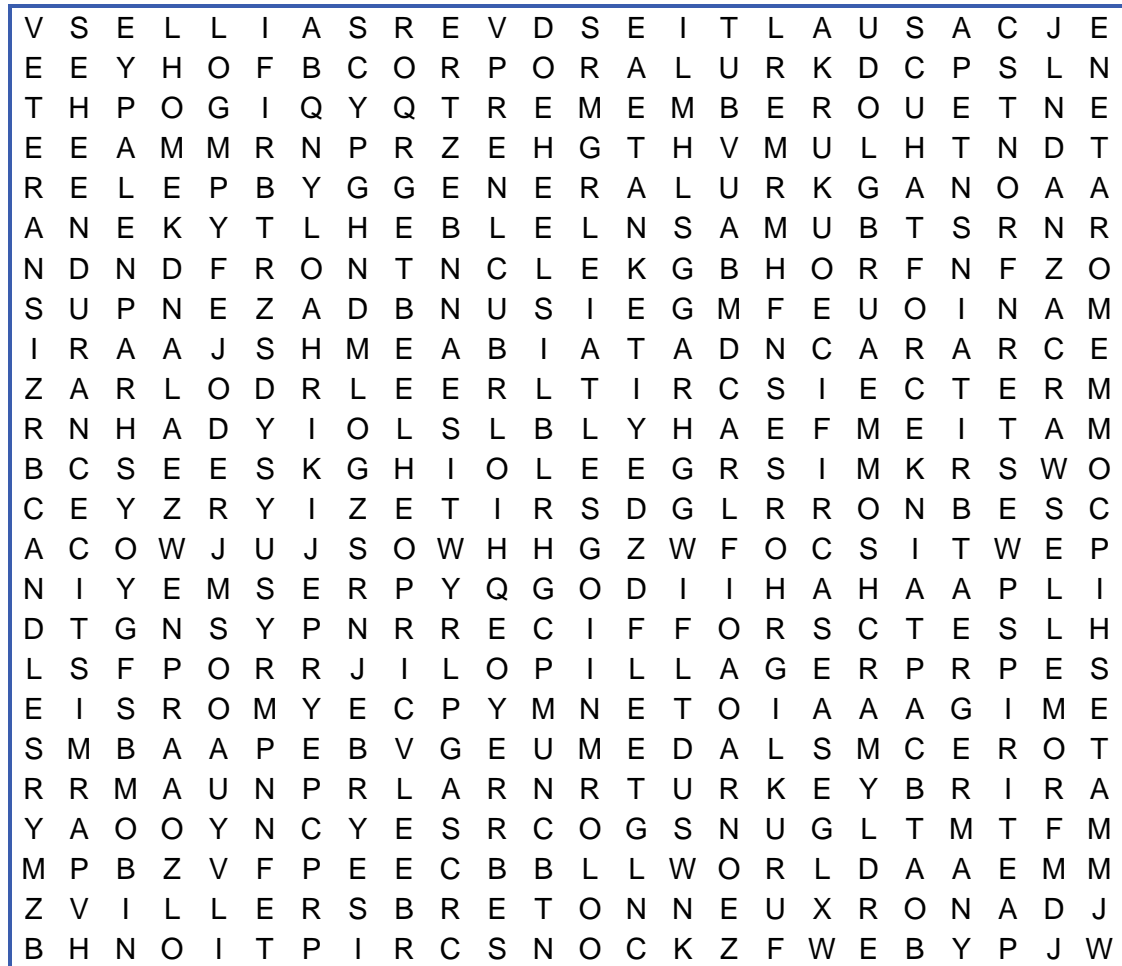 V S E L L I A S R E V D S E I T L A U S A C J E
E E Y H O F B C O R P O R A L U R K D C P S L N
T H P O G I Q Y Q T R E M E M B E R O U E T N E
E E A M M R N P R Z E H G T H V M U L H T N D T
R E L E P B Y G G E N E R A L U R K G A N O A A
A N E K Y T L H E B L E L N S A M U B T S R N R
N D N D F R O N T N C L E K G B H O R F N F Z O
S U P N E Z A D B N U S I E G M F E U O I N A M
I R A A J S H M E A B I A T A D N C A R A R C E
Z A R L O D R L E E R L T I R C S I E C T E R M
R N H A D Y I O L S L B L Y H A E F M E I T A M
B C S E E S K G H I O L E E G R S I M K R S W O
C E Y Z R Y I Z E T I R S D G L R R O N B E S C
A C O W J U J S O W H H G Z W F O C S I T W E P
N I Y E M S E R P Y Q G O D I I H A H A A P L I
D T G N S Y P N R R E C I F F O R S C T E S L H
L S F P O R R J I L O P I L L A G E R P R P E S
E I S R O M Y E C P Y M N E T O I A A A G I M E
S M B A A P E B V G E U M E D A L S M C E R O T
R R M A U N P R L A R N R T U R K E Y B R I R A
Y A O O Y N C Y E S R C O G S N U G L T M T F M
M P B Z V F P E E C B B L L W O R L D A A E M M
Z V I L L E R S B R E T O N N E U X R O N A D J
B H N O I T P I R C S N O C K Z F W E B Y P J W